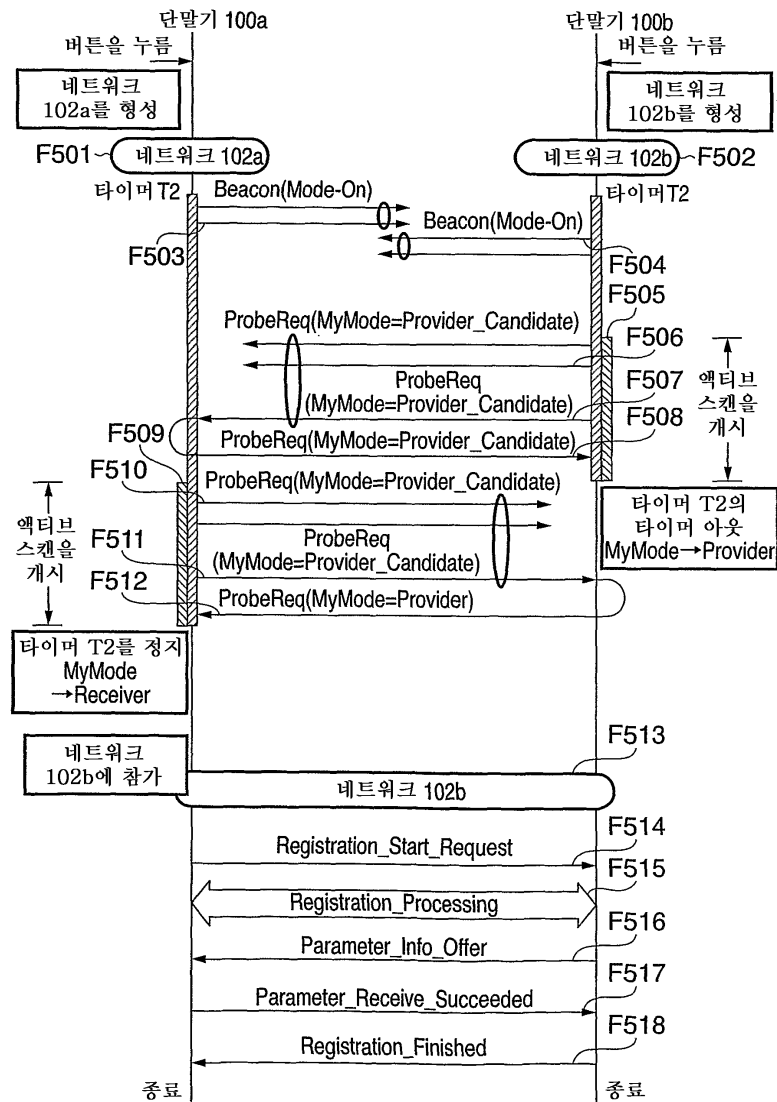 단말기 100a
단말기 100b
버튼을 누름
버튼을 누름
네트워크
102a를 형성
네트워크
102b를 형성
F501
네트워크 102a
네트워크 102b
F502
타이머 T2
Beacon(Mode-On)
타이머 T2
Beacon(Mode-On)
F503
F504
F505
ProbeReq(MyMode=Provider_Candidate)
F506
ProbeReq
(MyMode=Provider_Candidate)
F507
액티브
스캔을
개시
F508
F509
ProbeReq(MyMode=Provider_Candidate)
F510
ProbeReq(MyMode=Provider_Candidate)
액티브
스캔을
개시
F511
ProbeReq
(MyMode=Provider_Candidate)
타이머 T2의
타이머 아웃
MyMode→Provider
F512
ProbeReq(MyMode=Provider)
타이머 T2를 정지
MyMode
→Receiver
네트워크
102b에 참가
F513
네트워크 102b
F514
Registration_Start_Request
F515
Registration_Processing
F516
Parameter_Info_Offer
F517
Parameter_Receive_Succeeded
F518
Registration_Finished
종료
종료